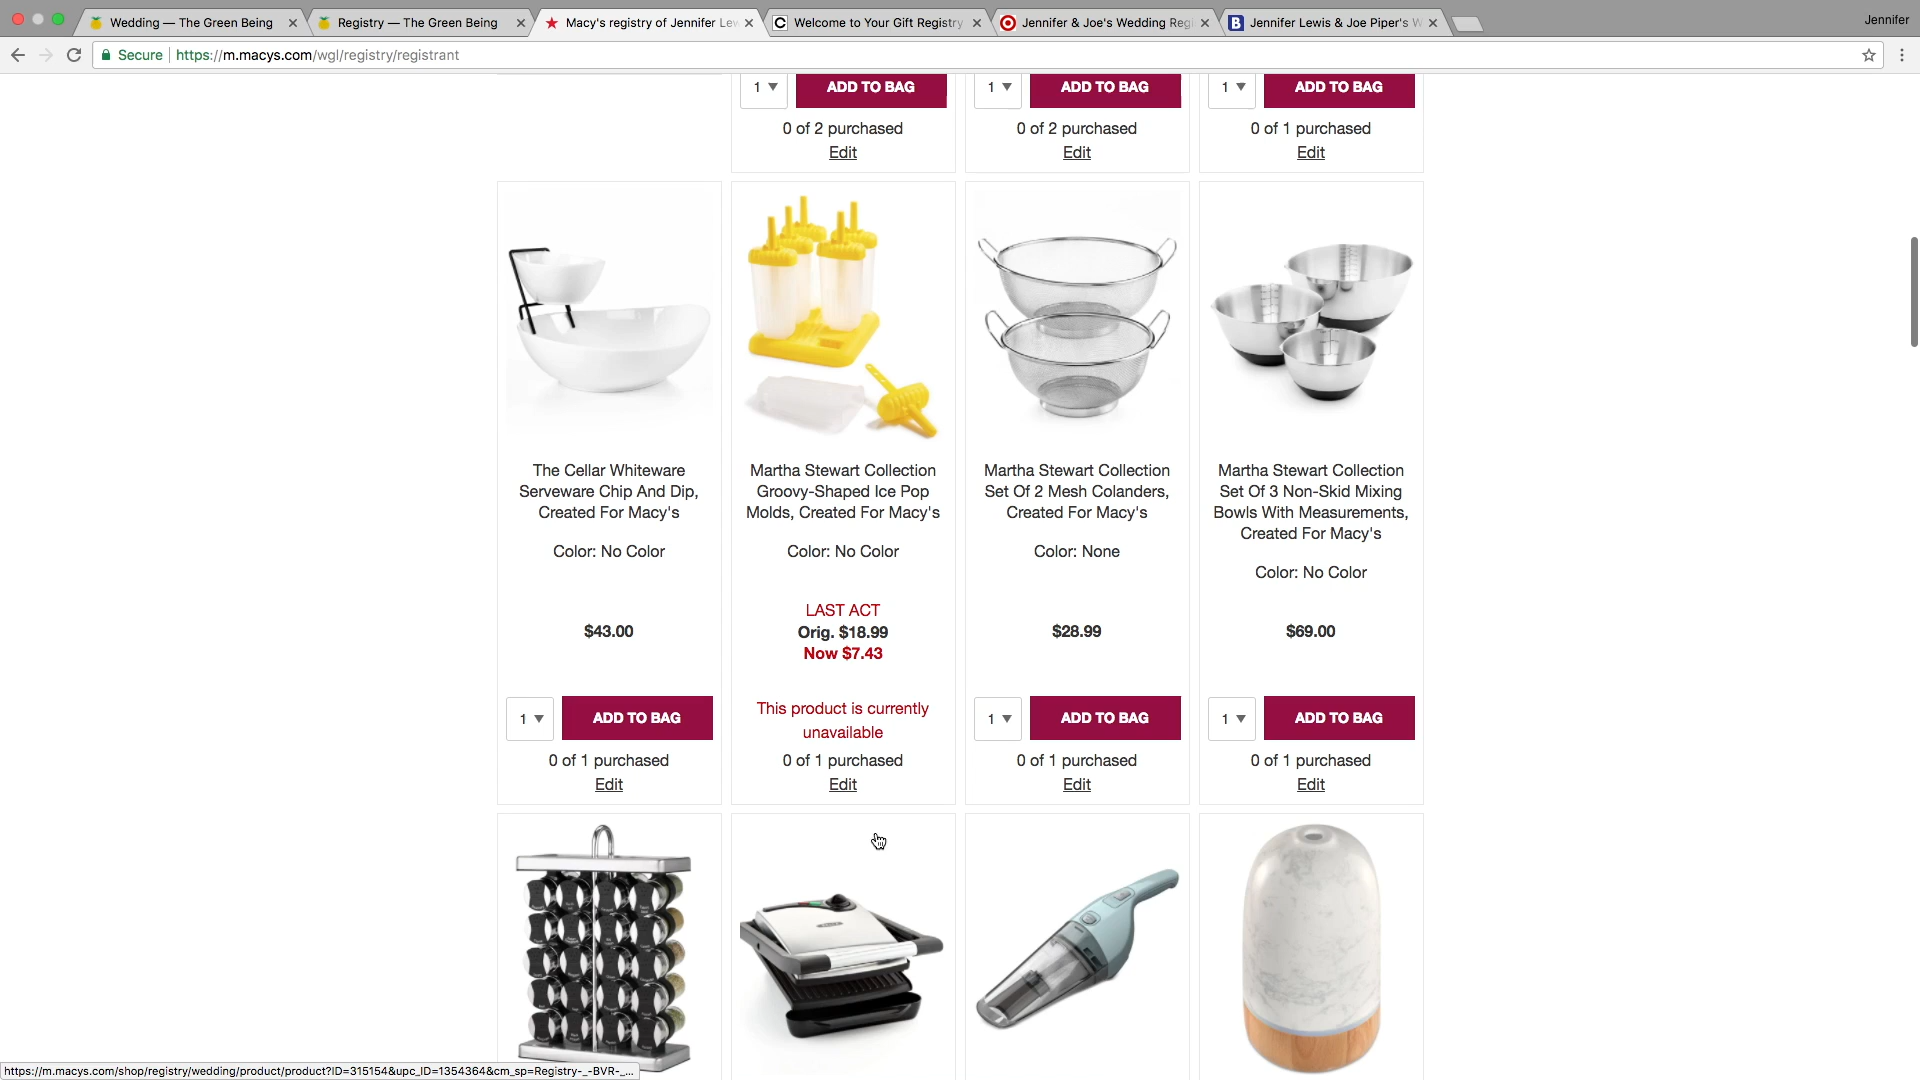 Wedding — The Green Being
Registry — The Green Being
Macy's registry of Jennifer Lew
Welcome to Your Gift Registry
Jennifer & Joe's Wedding Reg
Jennifer Lewis & Joe Piper's W
Jennifer
Secure
https://m.macys.com/wgl/registry/registrant
1 ADD TO BAG
1 ADD TO BAG
1 ADD TO BAG
0 of 2 purchased
0 of 2 purchased
0 of 1 purchased
Edit
Edit
Edit
The Cellar Whiteware
Serveware Chip And Dip,
Created For Macy's
Color: No Color
$43.00
1 ADD TO BAG
0 of 1 purchased
Edit
Martha Stewart Collection
Groovy-Shaped Ice Pop
Molds, Created For Macy's
Color: No Color
LAST ACT
Orig. $18.99
Now $7.43
This product is currently
unavailable
0 of 1 purchased
Edit
Martha Stewart Collection
Set Of 2 Mesh Colanders,
Created For Macy's
Color: None
$28.99
1 ADD TO BAG
0 of 1 purchased
Edit
Martha Stewart Collection
Set Of 3 Non-Skid Mixing
Bowls With Measurements,
Created For Macy's
Color: No Color
$69.00
1 ADD TO BAG
0 of 1 purchased
Edit
https://m.macys.com/shop/registry/wedding/product/product?ID=315154&upc_ID=1354364&cm_sp=Registry-_-BVR-_...